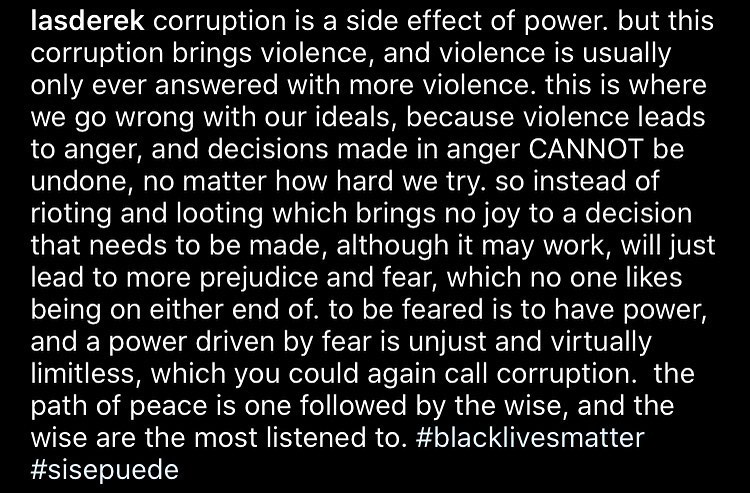 lasderek corruption is a side effect of power. but this
corruption brings violence, and violence is usually
only ever answered with more violence. this is where
we go wrong with our ideals, because violence leads
to anger, and decisions made in anger CANNOT be
undone, no matter how hard we try. so instead of
rioting and looting which brings no joy to a decision
that needs to be made, although it may work, will just
lead to more prejudice and fear, which no one likes
being on either end of. to be feared is to have power,
and a power driven by fear is unjust and virtually
limitless, which you could again call corruption.  the
path of peace is one followed by the wise, and the
wise are the most listened to. #blacklivesmatter
#sisepuede